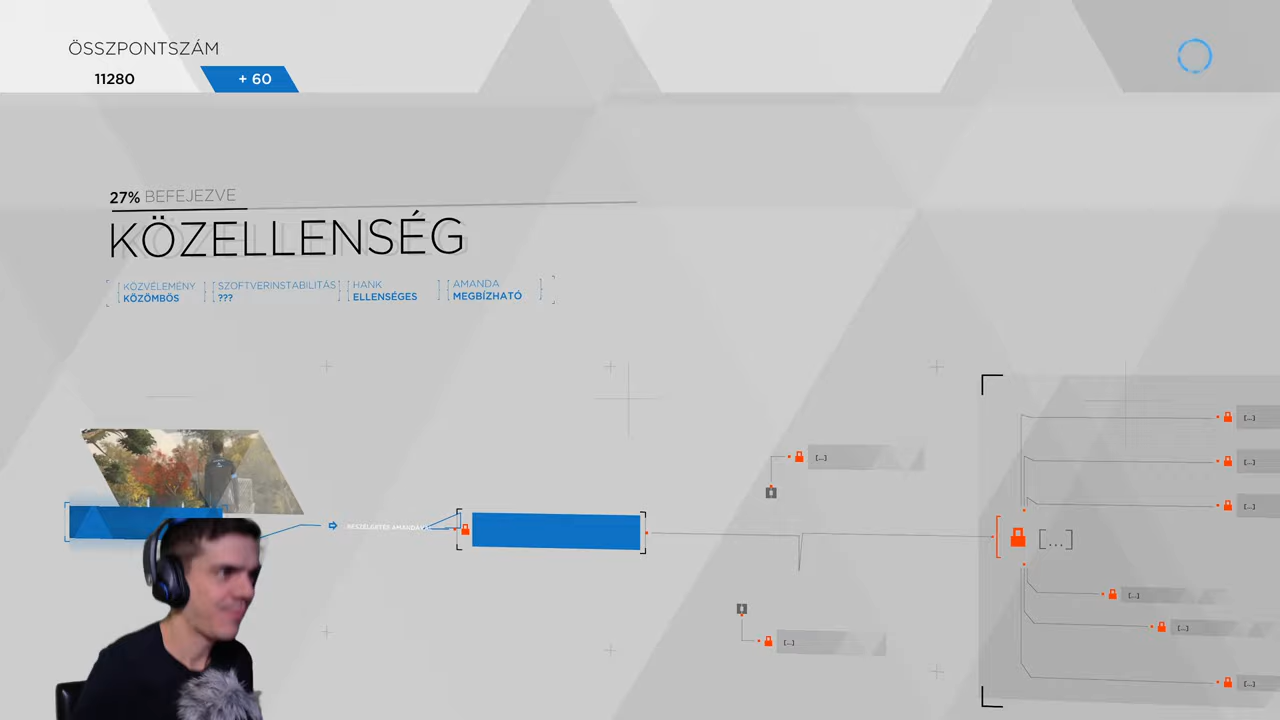 ÖSSZPONTSZÁM
11280
+ 60
27% BEFEJEZVE
KÖZELLENSÉG
KÖZVÉLEMÉNY
KÖZÖMBÖS
SZOFTVERINSTABILITÁS
???
HANK
ELLENSÉGES
AMANDA
MEGBÍZHATÓ
[...]
[...]
[...]
[...]
[...]
[...]
[...]
[...]
[...]